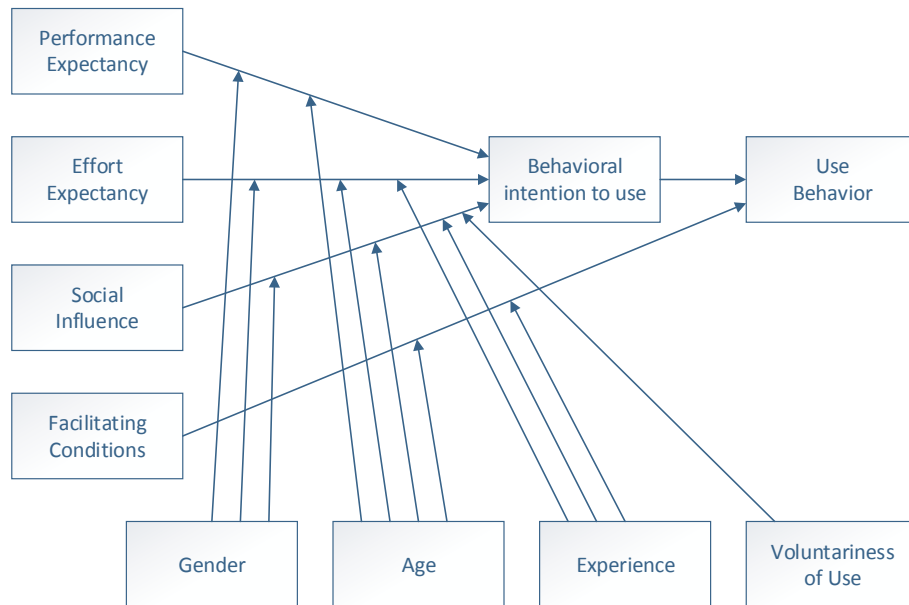 Performance
Expectancy
Effort
Expectancy
Behavioral
intention to use
Use
Behavior
Social
Influence
Facilitating
Conditions
Gender
Age
Experience
Voluntariness
of Use